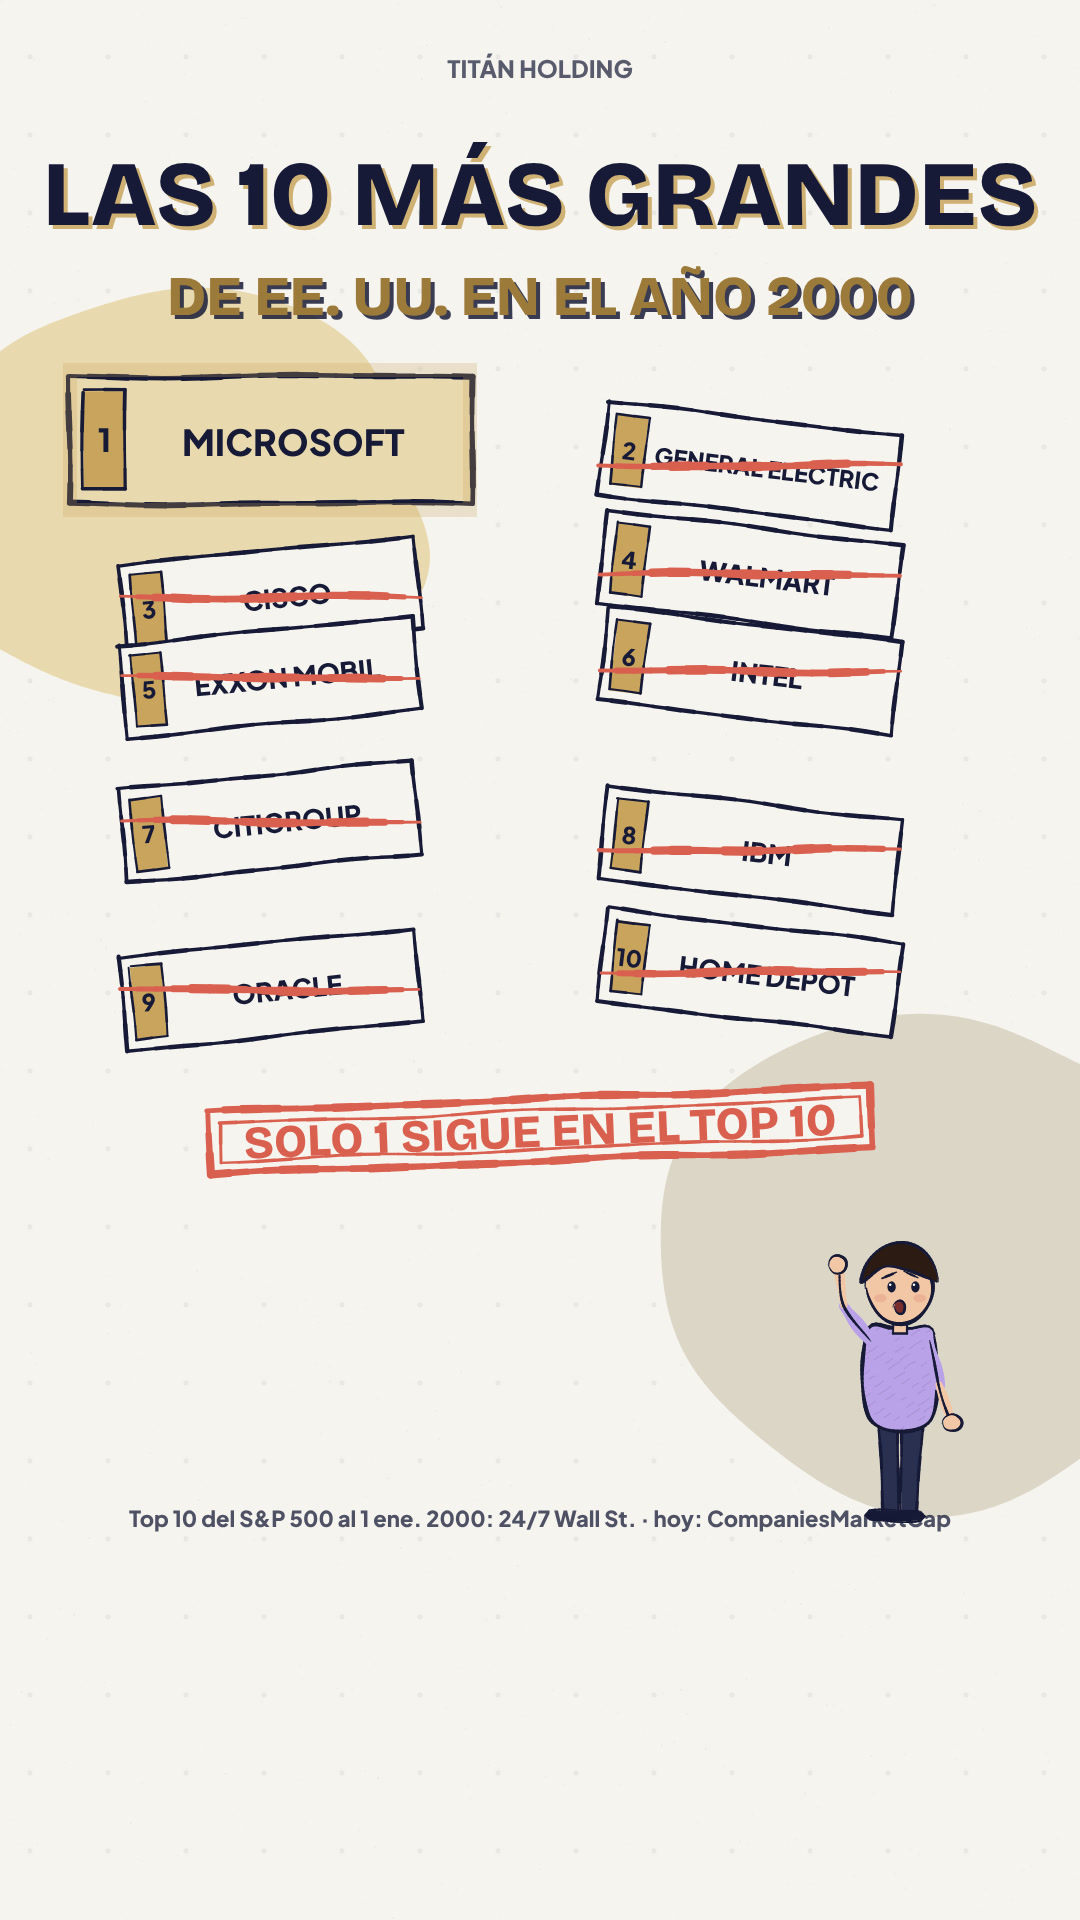 TITÁN HOLDING
LAS 10 MÁS GRANDES
DE EE. UU. EN EL AÑO 2000
1 MICROSOFT
2 GENERAL ELECTRIC
3 CISCO
4 WALMART
5 EXXON MOBIL
6 INTEL
7 CITIGROUP
8 IBM
9 ORACLE
10 HOME DEPOT
SOLO 1 SIGUE EN EL TOP 10
Top 10 del S&P 500 al 1 ene. 2000: 24/7 Wall St. · hoy: CompaniesMarketCap